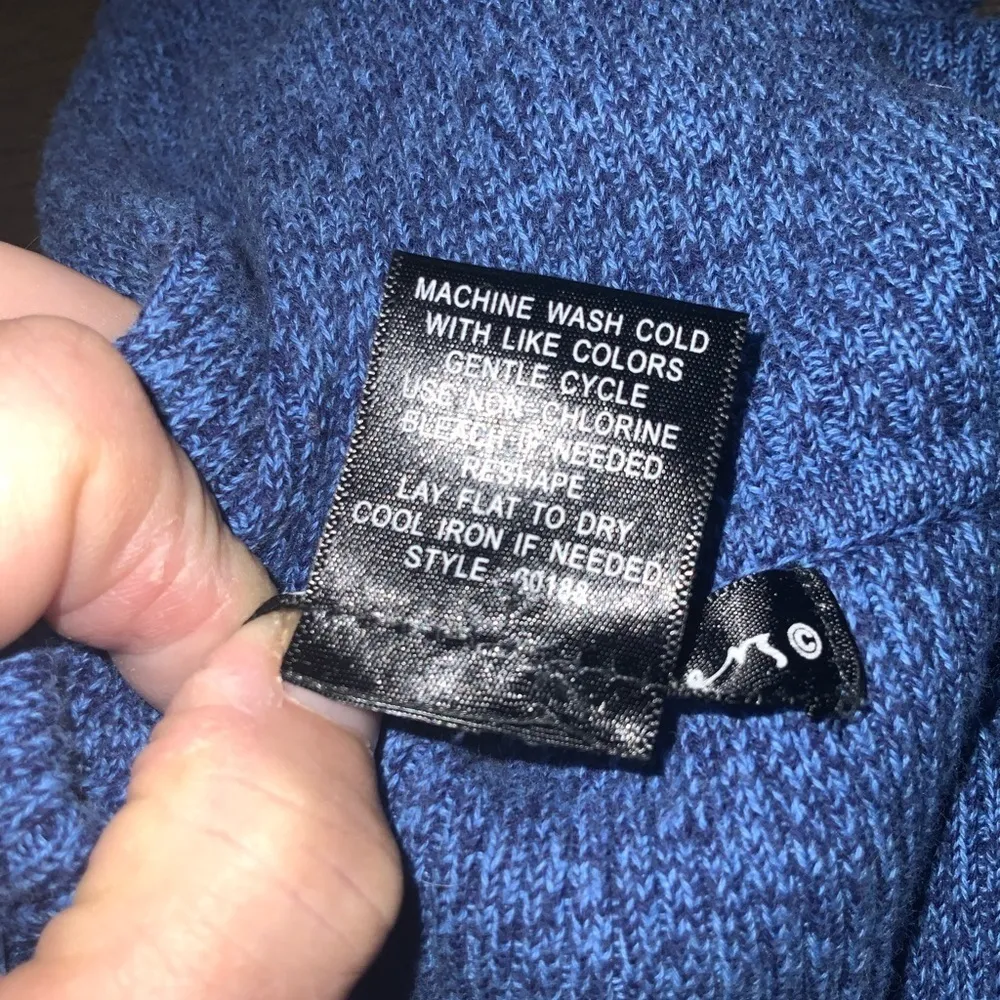 MACHINE WASH COLD
WITH LIKE COLORS
GENTLE CYCLE
USE NON-CHLORINE
BLEACH IF NEEDED
RESHAPE
LAY FLAT TO DRY
COOL IRON IF NEEDED
STYLE
©